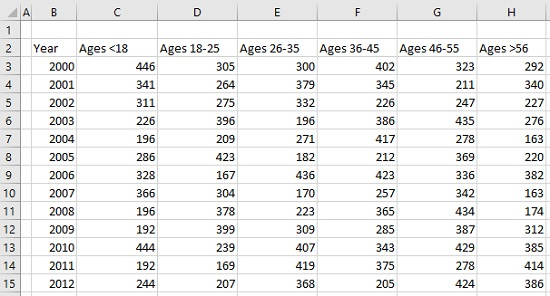 A B C D E F G H
1
2 Year Ages <18 Ages 18-25 Ages 26-35 Ages 36-45 Ages 46-55 Ages >56
3 2000 446 305 300 402 323 292
4 2001 341 264 379 345 211 340
5 2002 311 275 332 226 247 227
6 2003 226 396 196 386 435 276
7 2004 196 209 271 417 278 163
8 2005 286 423 182 212 369 220
9 2006 328 167 436 423 336 382
10 2007 366 304 170 257 342 163
11 2008 196 378 223 365 434 174
12 2009 192 399 309 285 387 312
13 2010 444 239 407 343 429 385
14 2011 192 169 419 375 278 414
15 2012 244 207 368 205 424 386